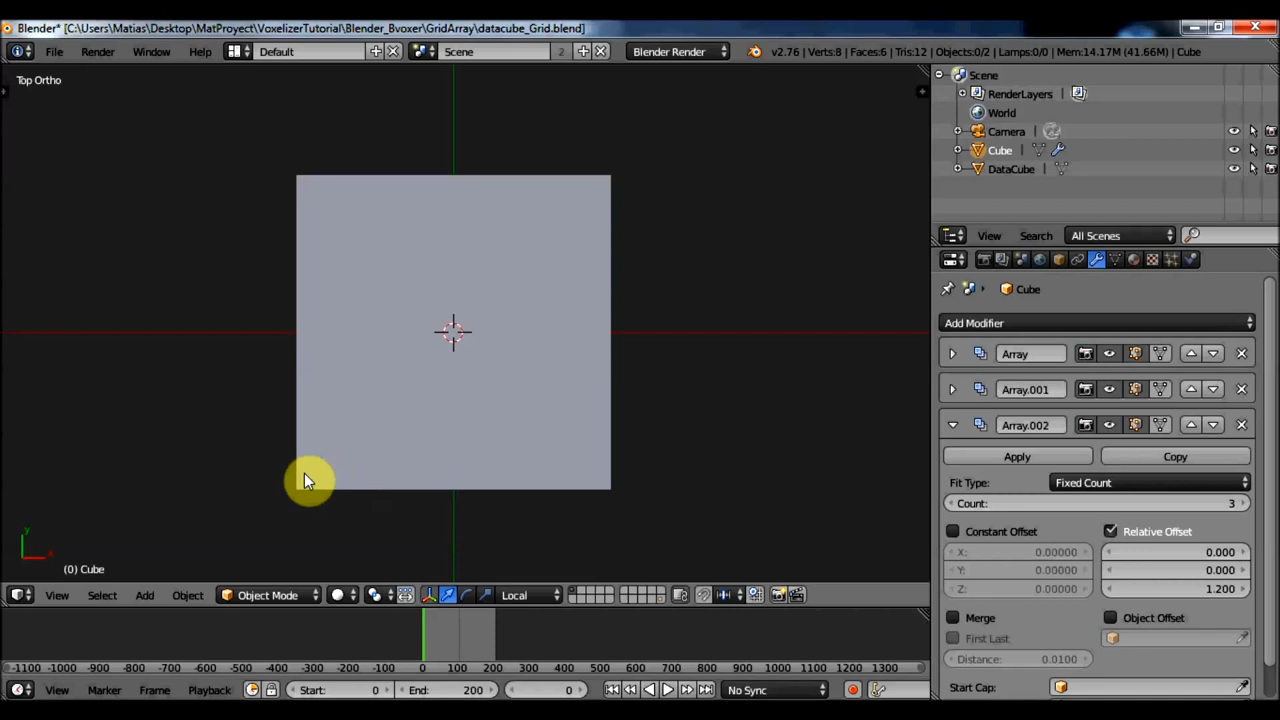 Blender* [C:\Users\Matias\Desktop\MatProyect\VoxelizerTutorial\Blender_Bvoxer\GridArray\datacube_Grid.blend]
File Render Window Help Default Scene 2 Blender Render v2.76 | Verts:8 | Faces:6 | Tris:12 | Objects:0/2 | Lamps:0/0 | Mem:14.17M (41.66M) | Cube
Top Ortho
Scene
RenderLayers
World
Camera
Cube
DataCube
View Search All Scenes
Cube
Add Modifier
Array
Array.001
Array.002
Apply Copy
Fit Type: Fixed Count
Count: 3
Constant Offset Relative Offset
X: 0.00000 0.000
Y: 0.00000 0.000
Z: 0.00000 1.200
Merge Object Offset
First Last
Distance: 0.0100
Start Cap:
y
x
(0) Cube
View Select Add Object Object Mode Local
-1100 -1000 -900 -800 -700 -600 -500 -400 -300 -200 -100 0 100 200 300 400 500 600 700 800 900 1000 1100 1200 1300
View Marker Frame Playback Start: 0 End: 200 0 No Sync